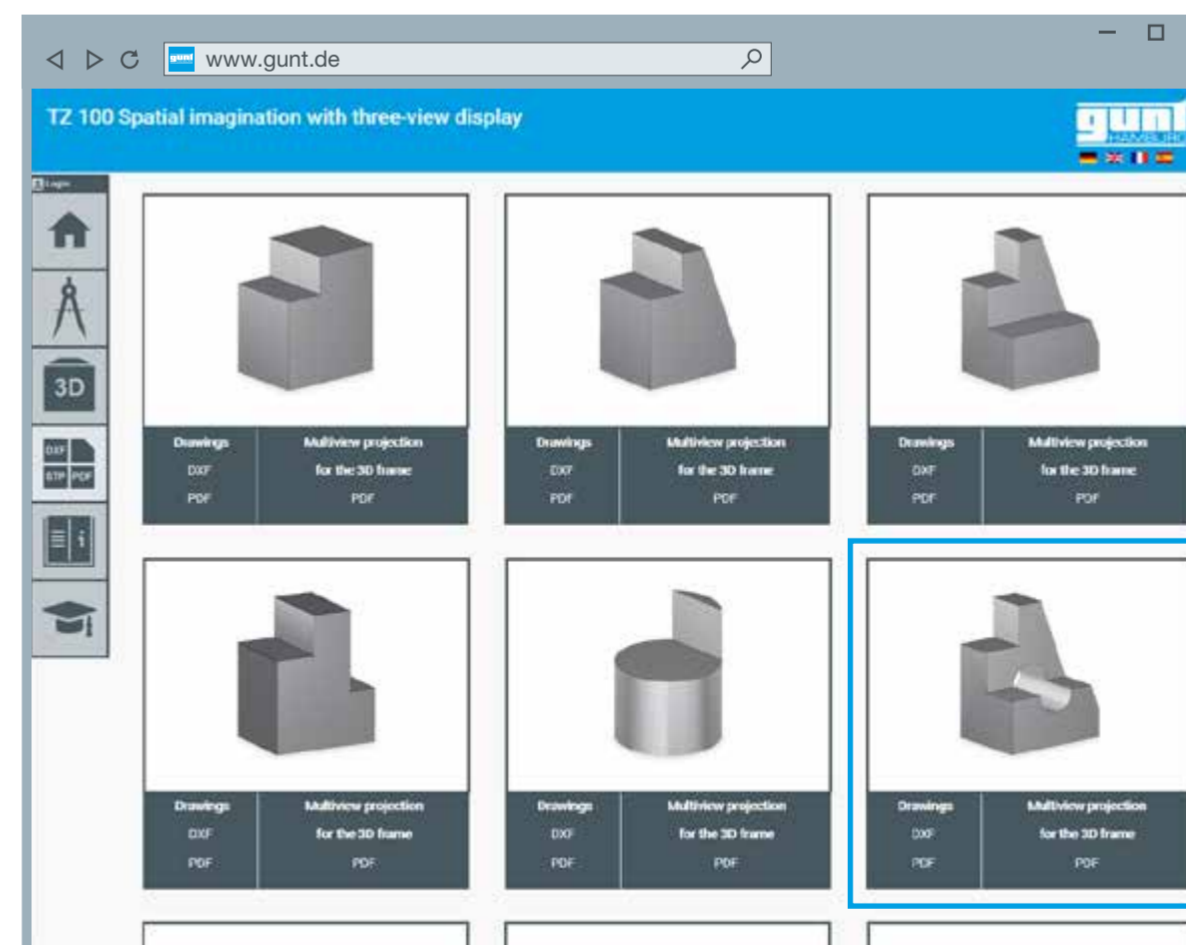 gunt www.gunt.de
TZ 100 Spatial imagination with three-view display
gunt
HAMBURG
Login
3D
DXF
STP PDF
i
Drawings Multiview projection
DXF for the 3D frame
PDF PDF
Drawings Multiview projection
DXF for the 3D frame
PDF PDF
Drawings Multiview projection
DXF for the 3D frame
PDF PDF
Drawings Multiview projection
DXF for the 3D frame
PDF PDF
Drawings Multiview projection
DXF for the 3D frame
PDF PDF
Drawings Multiview projection
DXF for the 3D frame
PDF PDF